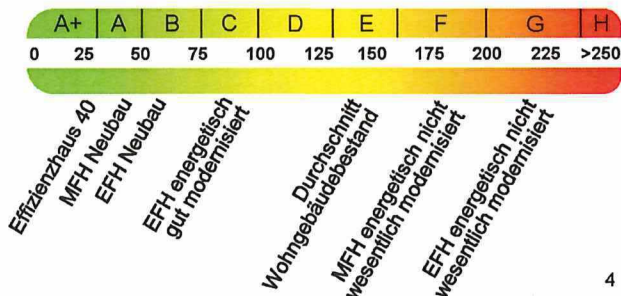 A+ A B C D E F G H
0 25 50 75 100 125 150 175 200 225 >250
Effizienzhaus 40
MFH Neubau
EFH Neubau
EFH energetisch
gut modernisiert
Durchschnitt
Wohngebäudebestand
MFH energetisch nicht
wesentlich modernisiert
EFH energetisch nicht
wesentlich modernisiert
4